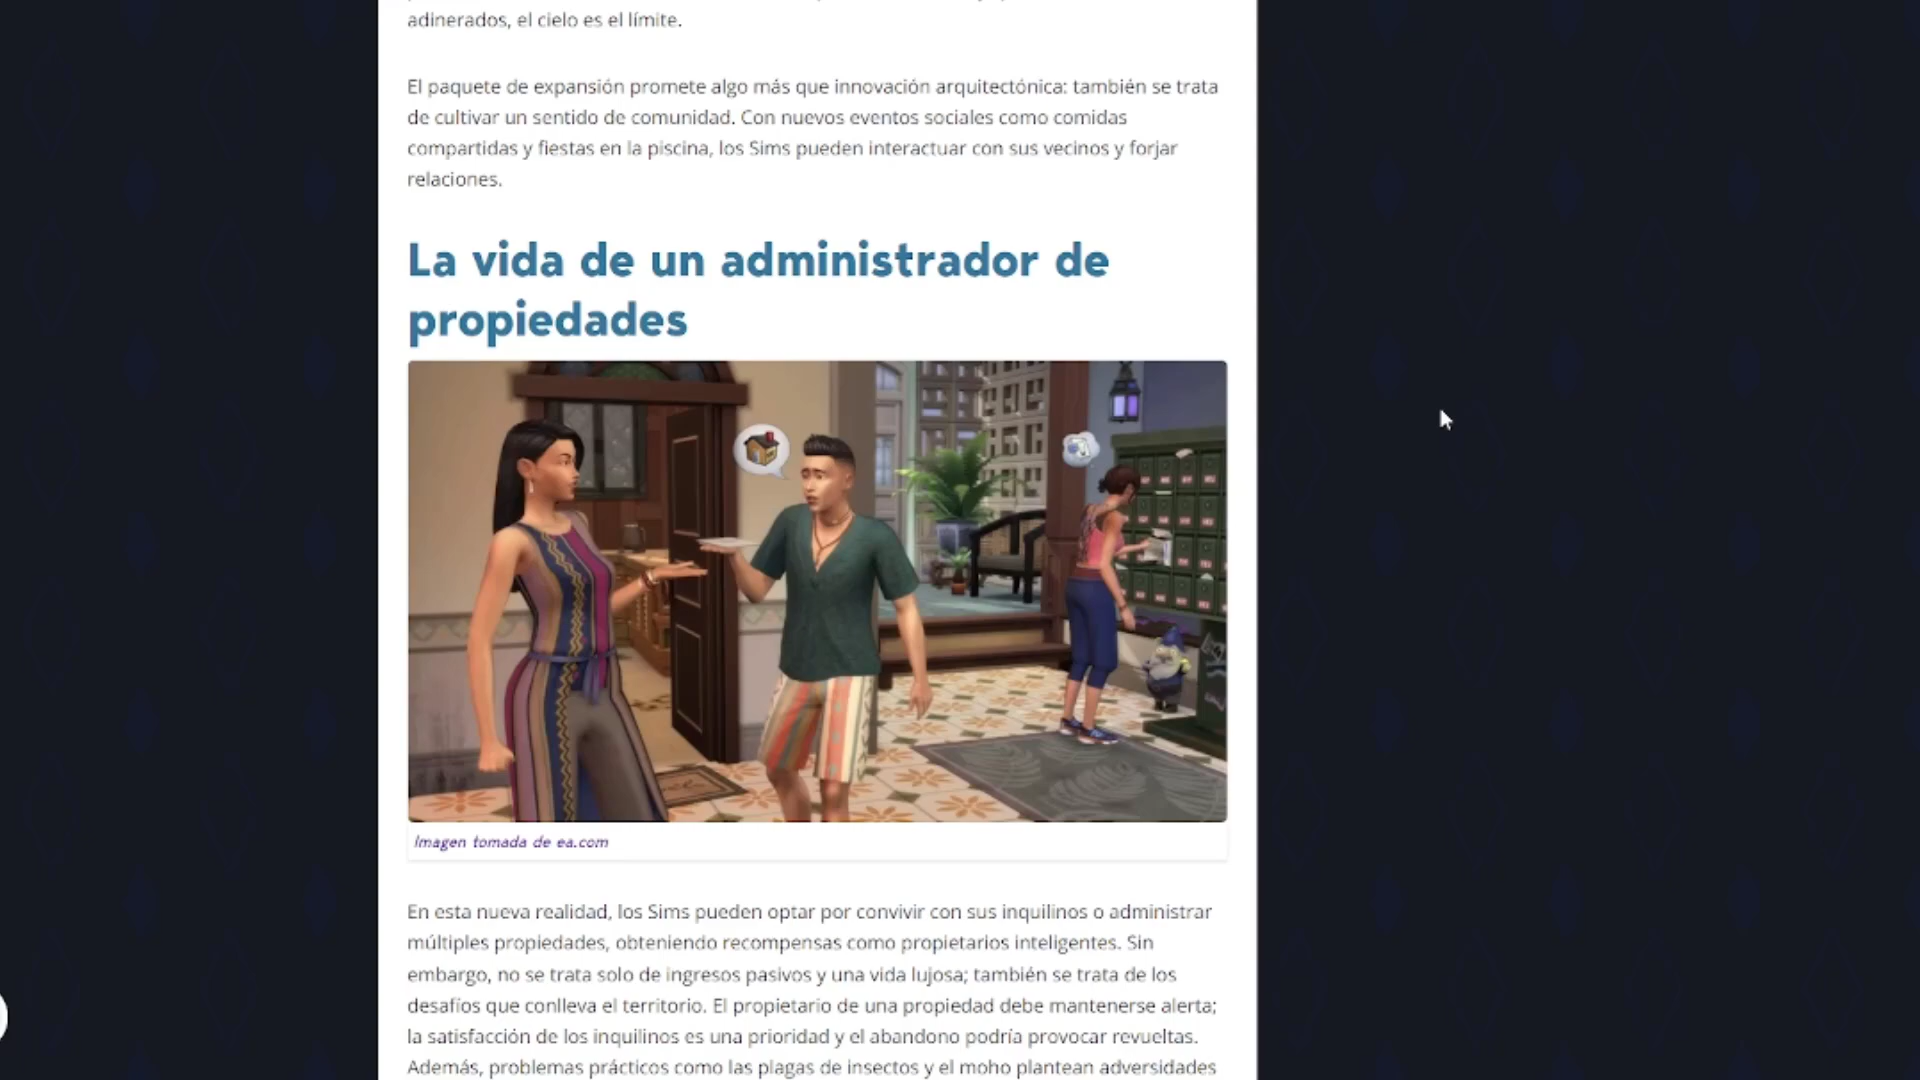 adinerados, el cielo es el límite.
El paquete de expansión promete algo más que innovación arquitectónica: también se trata
de cultivar un sentido de comunidad. Con nuevos eventos sociales como comidas
compartidas y fiestas en la piscina, los Sims pueden interactuar con sus vecinos y forjar
relaciones.
La vida de un administrador de
propiedades
Imagen tomada de ea.com
En esta nueva realidad, los Sims pueden optar por convivir con sus inquilinos o administrar
múltiples propiedades, obteniendo recompensas como propietarios inteligentes. Sin
embargo, no se trata solo de ingresos pasivos y una vida lujosa; también se trata de los
desafíos que conlleva el territorio. El propietario de una propiedad debe mantenerse alerta;
la satisfacción de los inquilinos es una prioridad y el abandono podría provocar revueltas.
Además, problemas prácticos como las plagas de insectos y el moho plantean adversidades